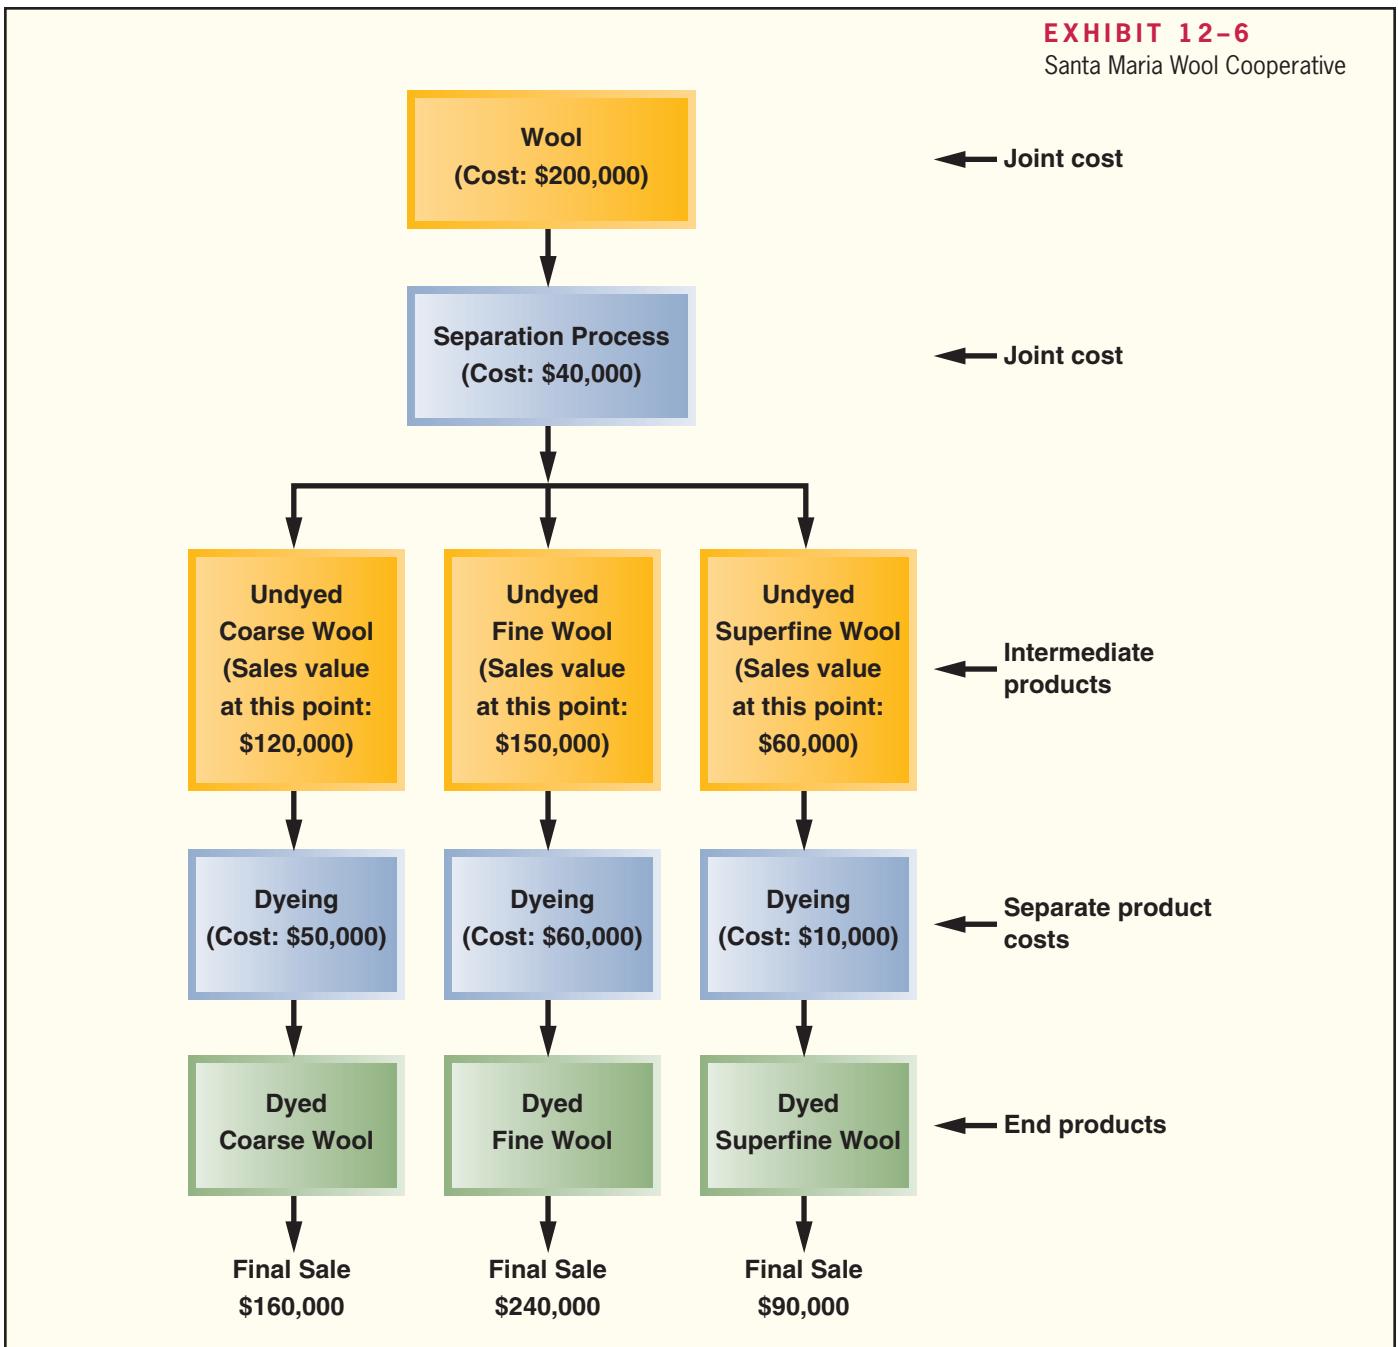 EXHIBIT 12–6
Santa Maria Wool Cooperative
Wool
(Cost: $200,000)
Joint cost
Separation Process
(Cost: $40,000)
Joint cost
Undyed
Coarse Wool
(Sales value
at this point:
$120,000)
Undyed
Fine Wool
(Sales value
at this point:
$150,000)
Undyed
Superfine Wool
(Sales value
at this point:
$60,000)
Intermediate
products
Dyeing
(Cost: $50,000)
Dyeing
(Cost: $60,000)
Dyeing
(Cost: $10,000)
Separate product
costs
Dyed
Coarse Wool
Dyed
Fine Wool
Dyed
Superfine Wool
End products
Final Sale
$160,000
Final Sale
$240,000
Final Sale
$90,000